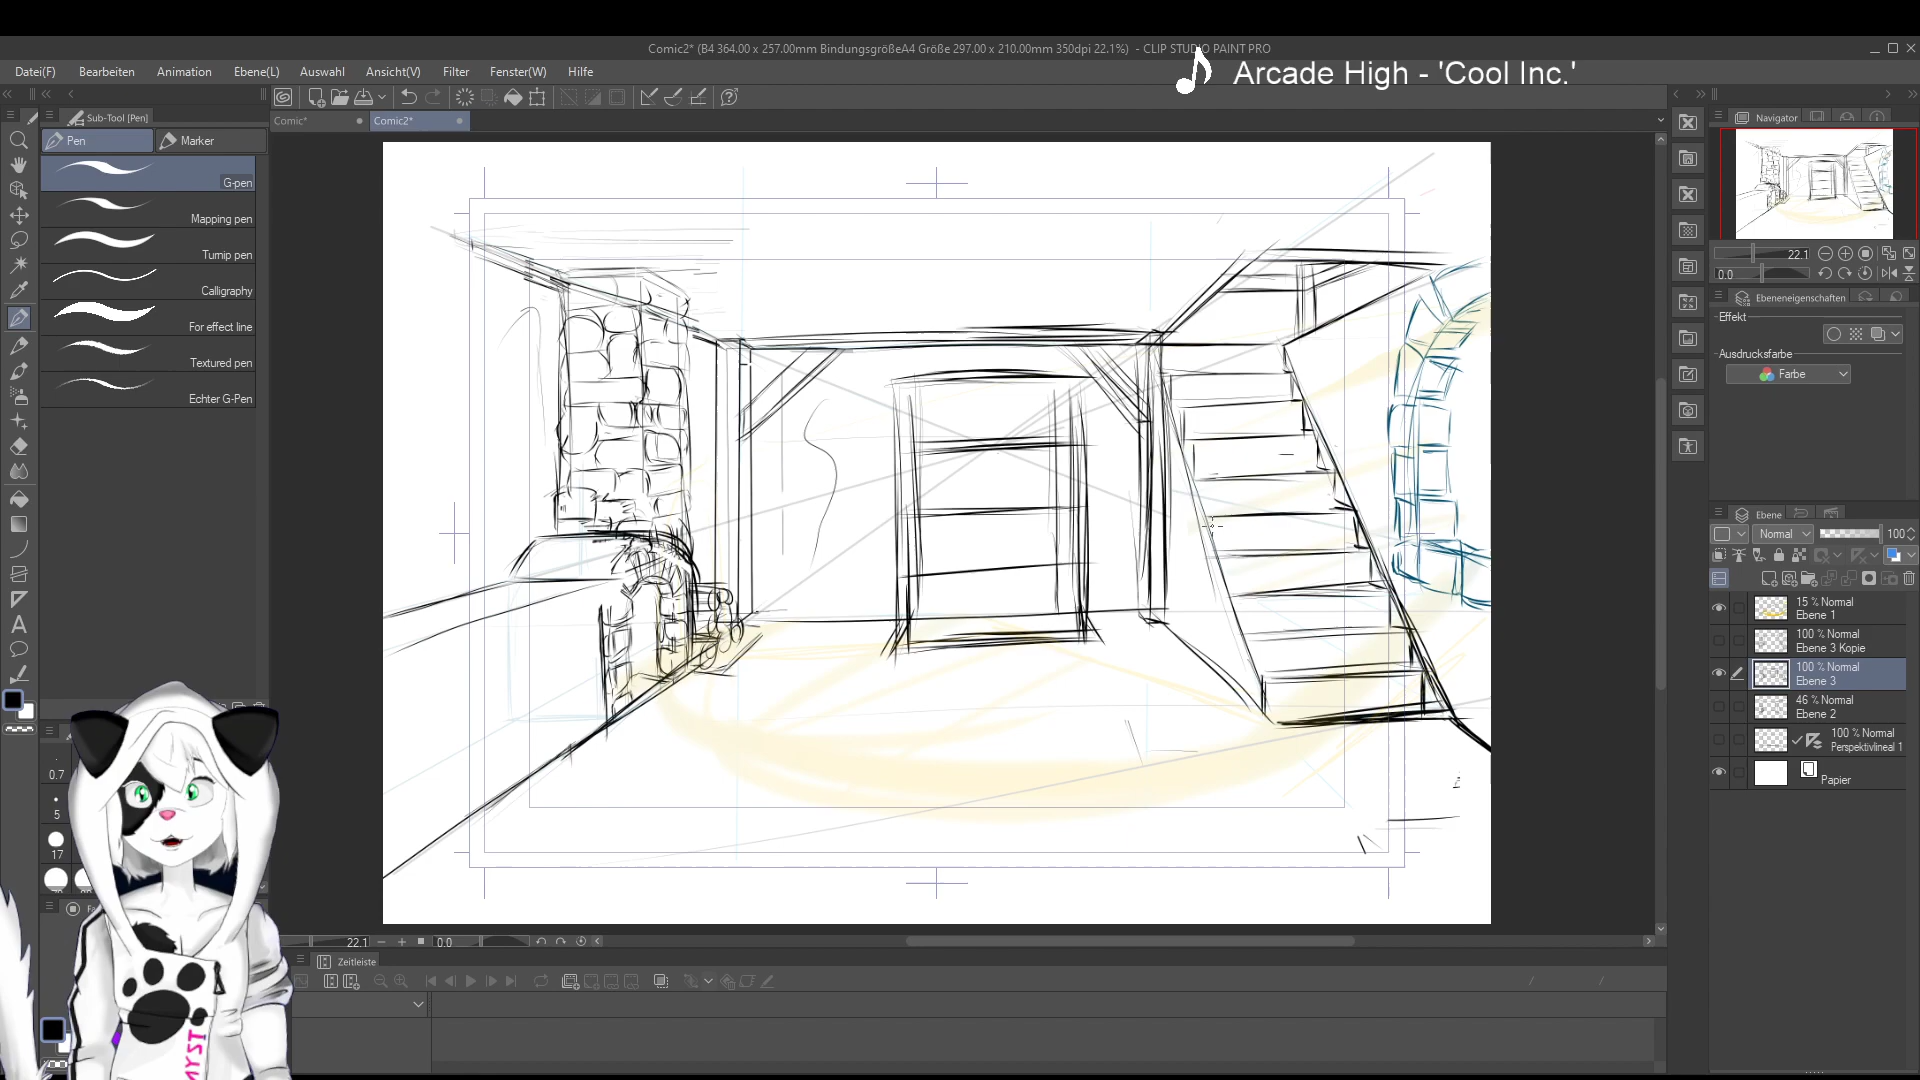 Comic2* (B4 364.00 x 257.00mm BindungsgrößeA4 Größe 297.00 x 210.00mm 350dpi 22.1%) - CLIP STUDIO PAINT PRO
Datei(F) Bearbeiten Animation Ebene(L) Auswahl Ansicht(V) Filter Fenster(W) Hilfe
Arcade High - 'Cool Inc.'
Sub-Tool [Pen]
Comic*
Comic2*
Navigator
Pen
Marker
G-pen
Mapping pen
Turnip pen
Calligraphy
For effect line
Textured pen
Echter G-Pen
22.1
0.0
Ebeneneigenschaften
Effekt
Ausdrucksfarbe
Farbe
Ebene
Normal
100
15 % Normal
Ebene 1
100 % Normal
Ebene 3 Kopie
100 % Normal
Ebene 3
46 % Normal
Ebene 2
100 % Normal
Perspektivlineal 1
Papier
0.7
5
17
22.1
0.0
Zeitleiste
MYST